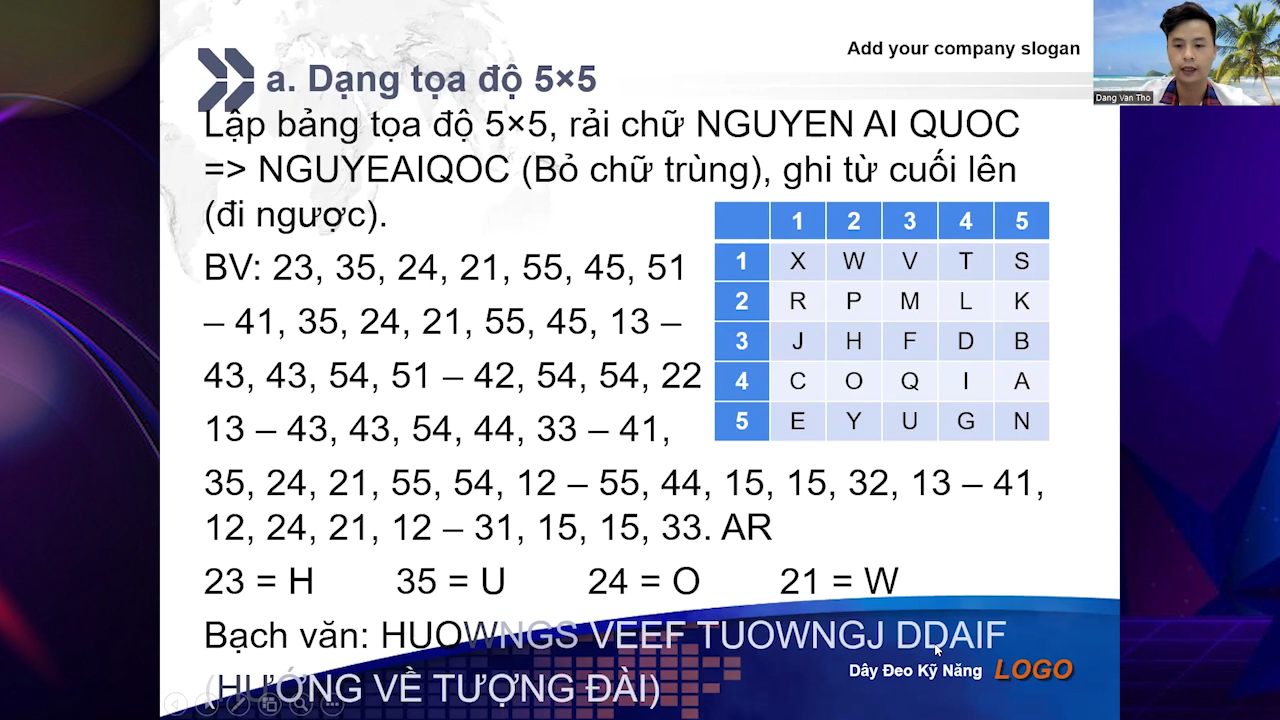 Add your company slogan
a. Dạng tọa độ 5×5
Lập bảng tọa độ 5×5, rải chữ NGUYEN AI QUOC
=> NGUYEAIQOC (Bỏ chữ trùng), ghi từ cuối lên
(đi ngược).
BV: 23, 35, 24, 21, 55, 45, 51
– 41, 35, 24, 21, 55, 45, 13 –
43, 43, 54, 51 – 42, 54, 54, 22
13 – 43, 43, 54, 44, 33 – 41,
35, 24, 21, 55, 54, 12 – 55, 44, 15, 15, 32, 13 – 41,
12, 24, 21, 12 – 31, 15, 15, 33. AR
1 2 3 4 5
1 X W V T S
2 R P M L K
3 J H F D B
4 C O Q I A
5 E Y U G N
23 = H 35 = U 24 = O 21 = W
Bạch văn: HUOWNGS VEEF TUOWNGJ DDAIF
(HƯỚNG VỀ TƯỢNG ĐÀI)
Dây Đeo Kỹ Năng LOGO
Dang Van Tho